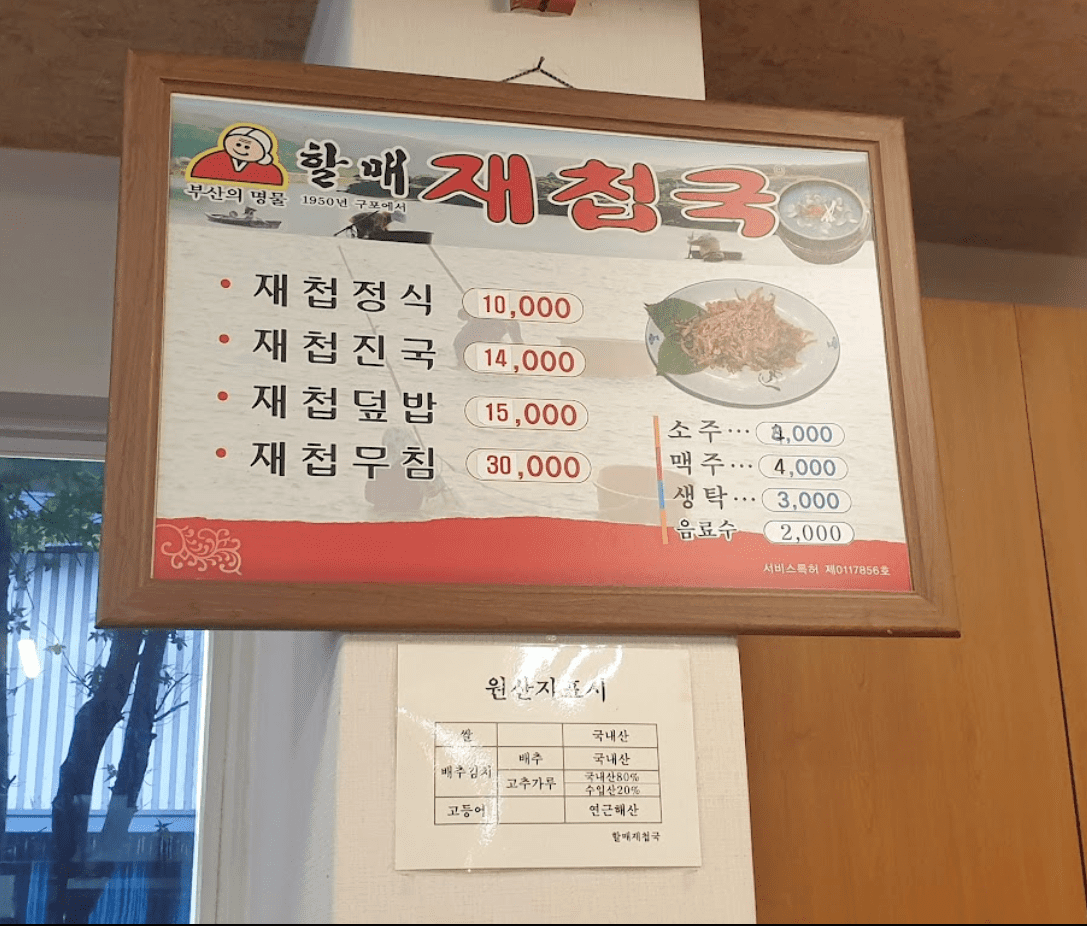 할매 재첩국
부산의 명물 1950년 구포에서
• 재첩정식 10,000
• 재첩진국 14,000
• 재첩덮밥 15,000
• 재첩무침 30,000
소주··· 4,000
맥주··· 4,000
생탁··· 3,000
음료수 2,000
서비스특허 제0117856호
원산지표시
쌀 국내산
배추김치 배추 국내산
고추가루 국내산80%
수입산20%
고등어 연근해산
할매재첩국